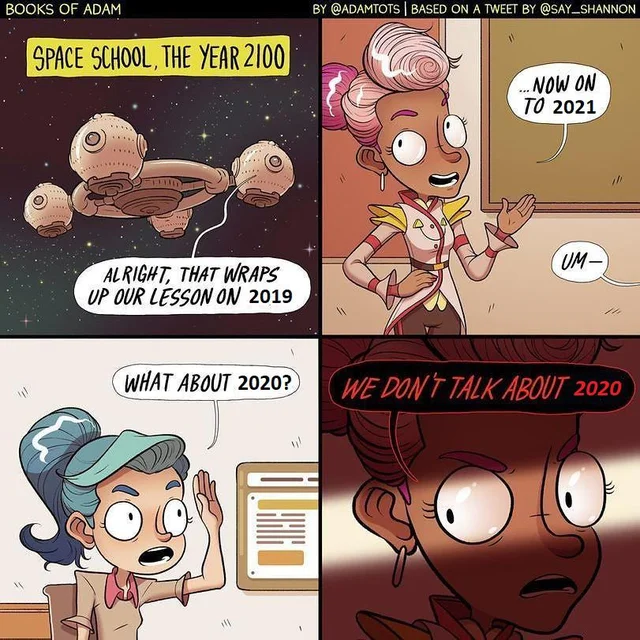 BOOKS OF ADAM
BY @ADAMTOTS | BASED ON A TWEET BY @SAY_SHANNON
SPACE SCHOOL, THE YEAR 2100
ALRIGHT, THAT WRAPS
UP OUR LESSON ON 2019
...NOW ON
TO 2021
UM—
WHAT ABOUT 2020?
WE DON'T TALK ABOUT 2020